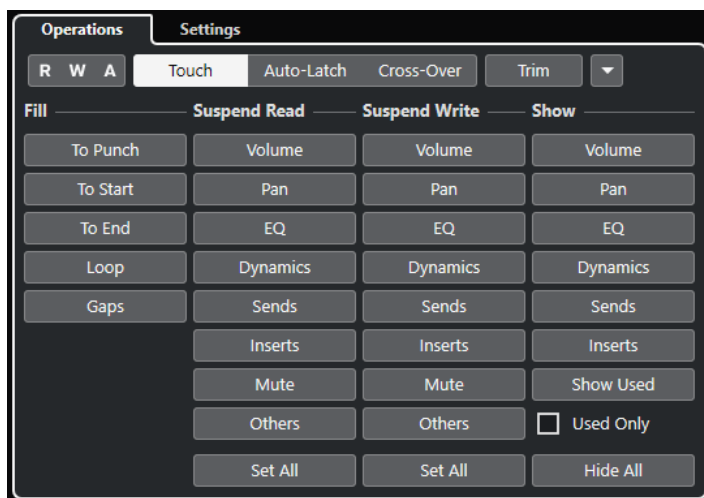 Operations Settings
R W A Touch Auto-Latch Cross-Over Trim
Fill Suspend Read Suspend Write Show
To Punch Volume Volume Volume
To Start Pan Pan Pan
To End EQ EQ EQ
Loop Dynamics Dynamics Dynamics
Gaps Sends Sends Sends
Inserts Inserts Inserts
Mute Mute Show Used
Others Others Used Only
Set All Set All Hide All